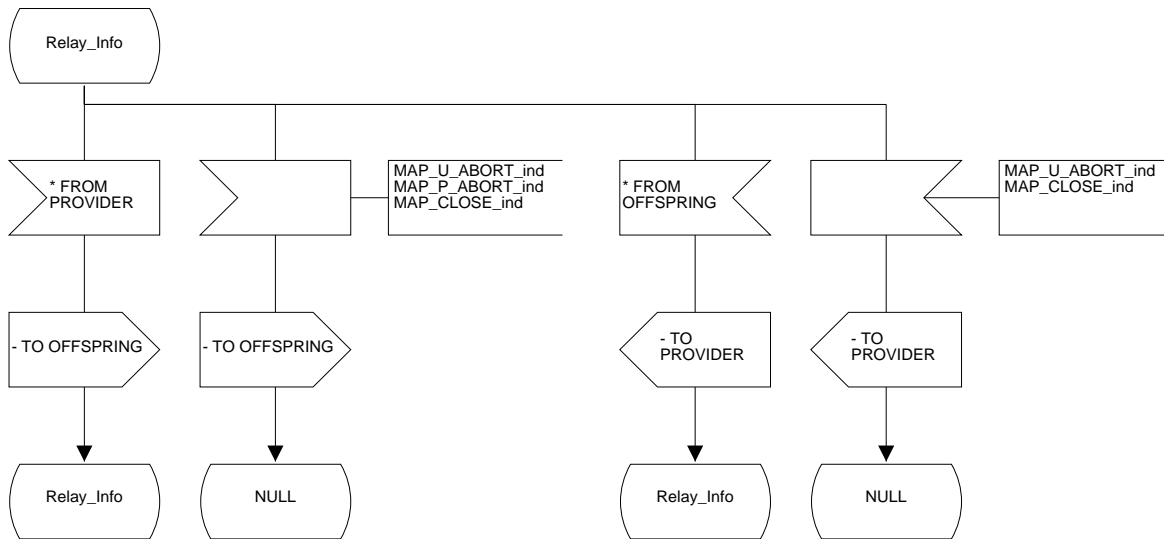 Relay_Info
* FROM
PROVIDER
MAP_U_ABORT_ind
MAP_P_ABORT_ind
MAP_CLOSE_ind
* FROM
OFFSPRING
MAP_U_ABORT_ind
MAP_CLOSE_ind
- TO OFFSPRING
- TO OFFSPRING
- TO
PROVIDER
- TO
PROVIDER
Relay_Info
NULL
Relay_Info
NULL